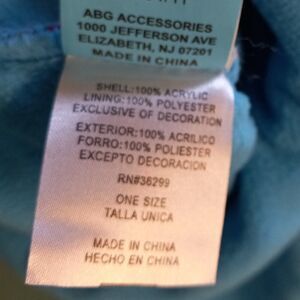 ABG ACCESSORIES
1000 JEFFERSON AVE
ELIZABETH, NJ 07201
MADE IN CHINA
SHELL:100% ACRYLIC
LINING:100% POLYESTER
EXCLUSIVE OF DECORATION
EXTERIOR:100% ACRILICO
FORRO:100% POLYESTER
EXCEPTO DECORACION
RN#36299
ONE SIZE
TALLA UNICA
MADE IN CHINA
HECHO EN CHINA